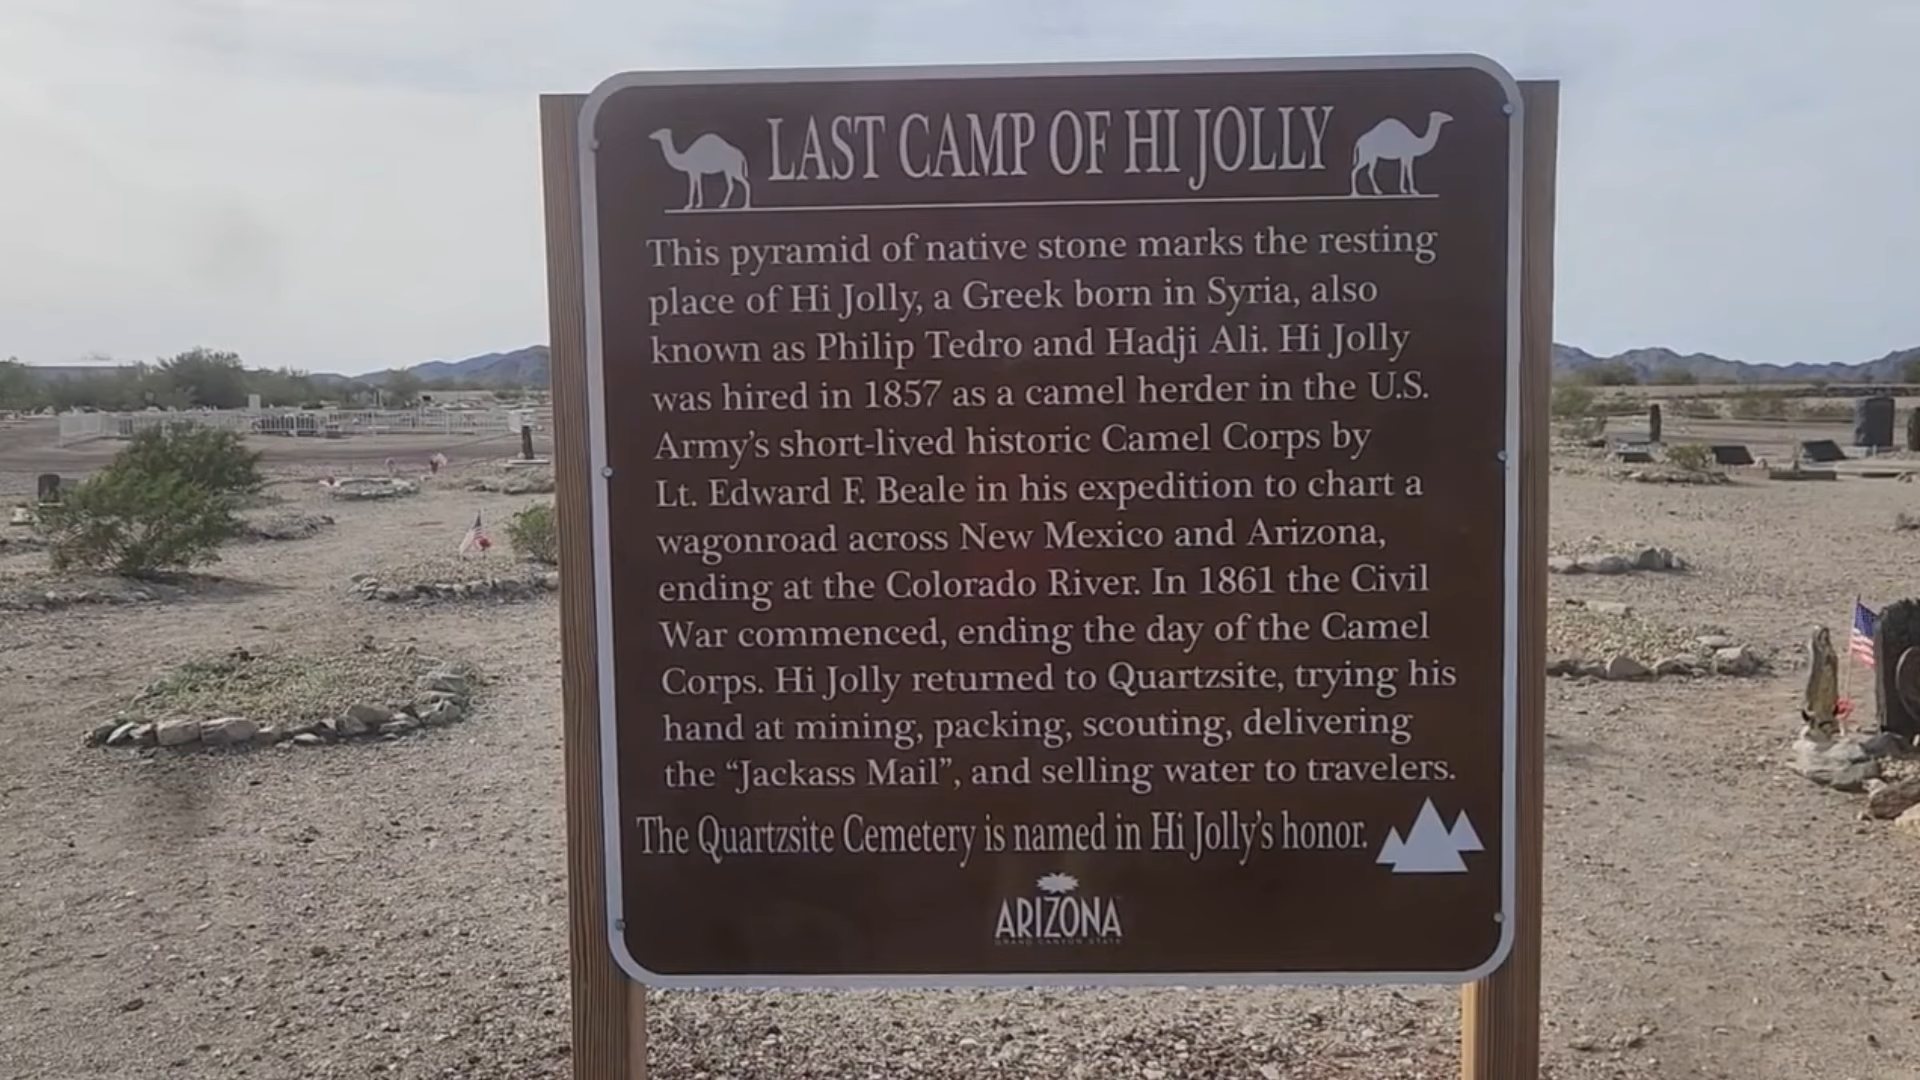 LAST CAMP OF HI JOLLY
This pyramid of native stone marks the resting
place of Hi Jolly, a Greek born in Syria, also
known as Philip Tedro and Hadji Ali. Hi Jolly
was hired in 1857 as a camel herder in the U.S.
Army's short-lived historic Camel Corps by
Lt. Edward F. Beale in his expedition to chart a
wagonroad across New Mexico and Arizona,
ending at the Colorado River. In 1861 the Civil
War commenced, ending the day of the Camel
Corps. Hi Jolly returned to Quartzsite, trying his
hand at mining, packing, scouting, delivering
the “Jackass Mail”, and selling water to travelers.
The Quartzsite Cemetery is named in Hi Jolly's honor.
ARIZONA
GRAND CANYON STATE